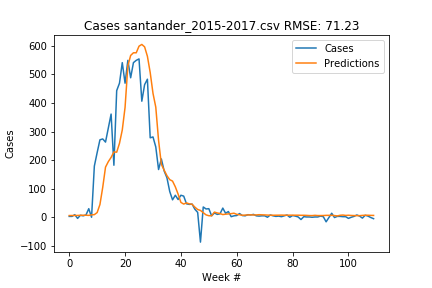 Cases santander_2015-2017.csv RMSE: 71.23
Cases
Predictions
600
500
400
300
200
100
0
−100
Cases
0
20
40
60
80
100
Week #